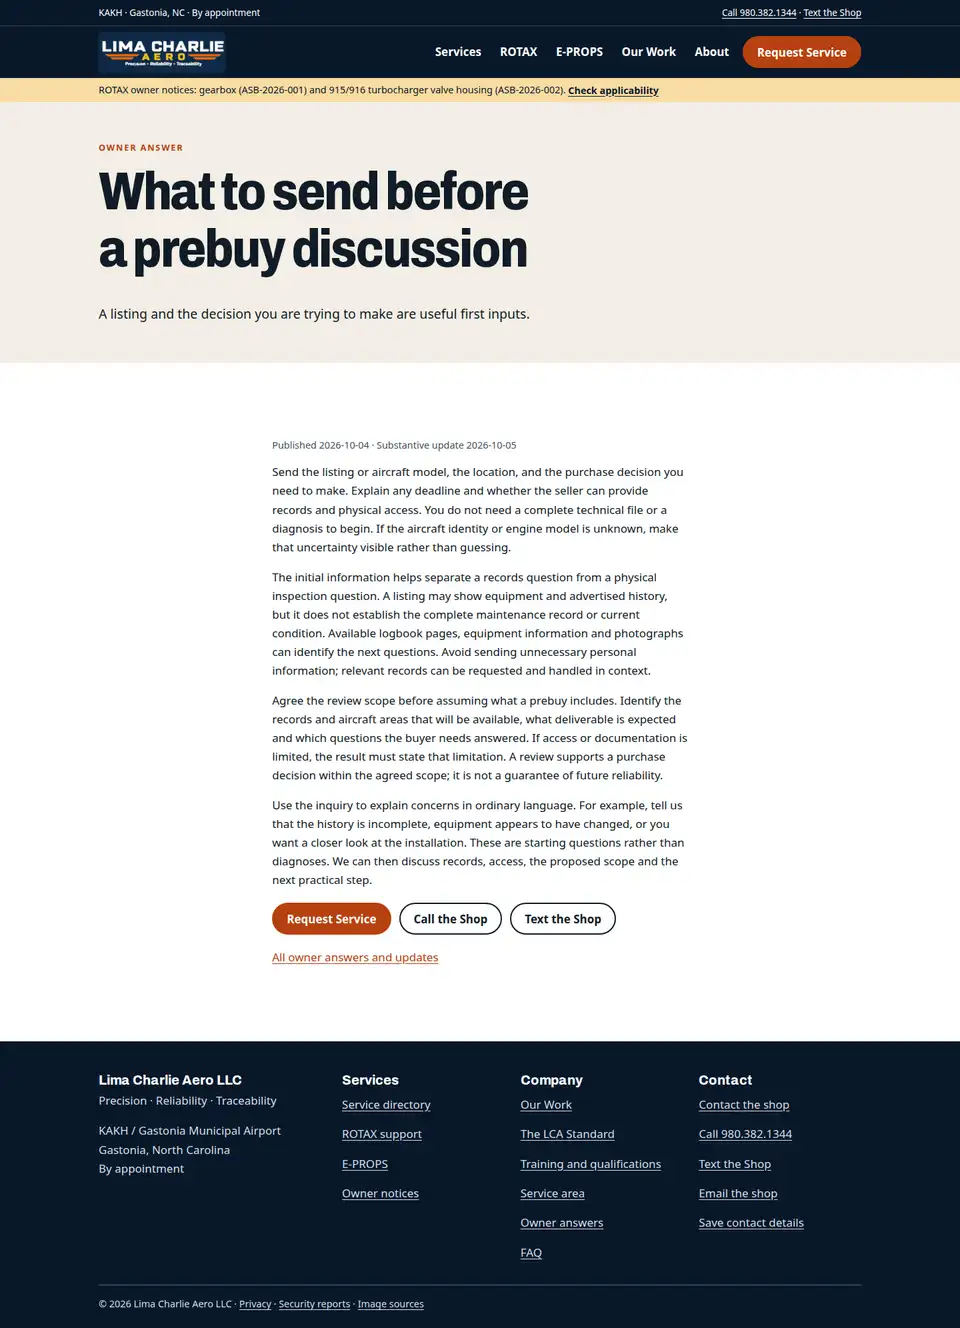 KAKH · Gastonia, NC · By appointment
Call 980.382.1344 · Text the Shop
LIMA CHARLIE
AERO
Precision · Reliability · Traceability
Services ROTAX E-PROPS Our Work About Request Service
ROTAX owner notices: gearbox (ASB-2026-001) and 915/916 turbocharger valve housing (ASB-2026-002). Check applicability
OWNER ANSWER
What to send before
a prebuy discussion
A listing and the decision you are trying to make are useful first inputs.
Published 2026-10-04 · Substantive update 2026-10-05
Send the listing or aircraft model, the location, and the purchase decision you
need to make. Explain any deadline and whether the seller can provide
records and physical access. You do not need a complete technical file or a
diagnosis to begin. If the aircraft identity or engine model is unknown, make
that uncertainty visible rather than guessing.
The initial information helps separate a records question from a physical
inspection question. A listing may show equipment and advertised history,
but it does not establish the complete maintenance record or current
condition. Available logbook pages, equipment information and photographs
can identify the next questions. Avoid sending unnecessary personal
information; relevant records can be requested and handled in context.
Agree the review scope before assuming what a prebuy includes. Identify the
records and aircraft areas that will be available, what deliverable is expected
and which questions the buyer needs answered. If access or documentation is
limited, the result must state that limitation. A review supports a purchase
decision within the agreed scope; it is not a guarantee of future reliability.
Use the inquiry to explain concerns in ordinary language. For example, tell us
that the history is incomplete, equipment appears to have changed, or you
want a closer look at the installation. These are starting questions rather than
diagnoses. We can then discuss records, access, the proposed scope and the
next practical step.
Request Service Call the Shop Text the Shop
All owner answers and updates
Lima Charlie Aero LLC
Precision · Reliability · Traceability
KAKH / Gastonia Municipal Airport
Gastonia, North Carolina
By appointment
Services
Service directory
ROTAX support
E-PROPS
Owner notices
Company
Our Work
The LCA Standard
Training and qualifications
Service area
Owner answers
FAQ
Contact
Contact the shop
Call 980.382.1344
Text the Shop
Email the shop
Save contact details
© 2026 Lima Charlie Aero LLC · Privacy · Security reports · Image sources